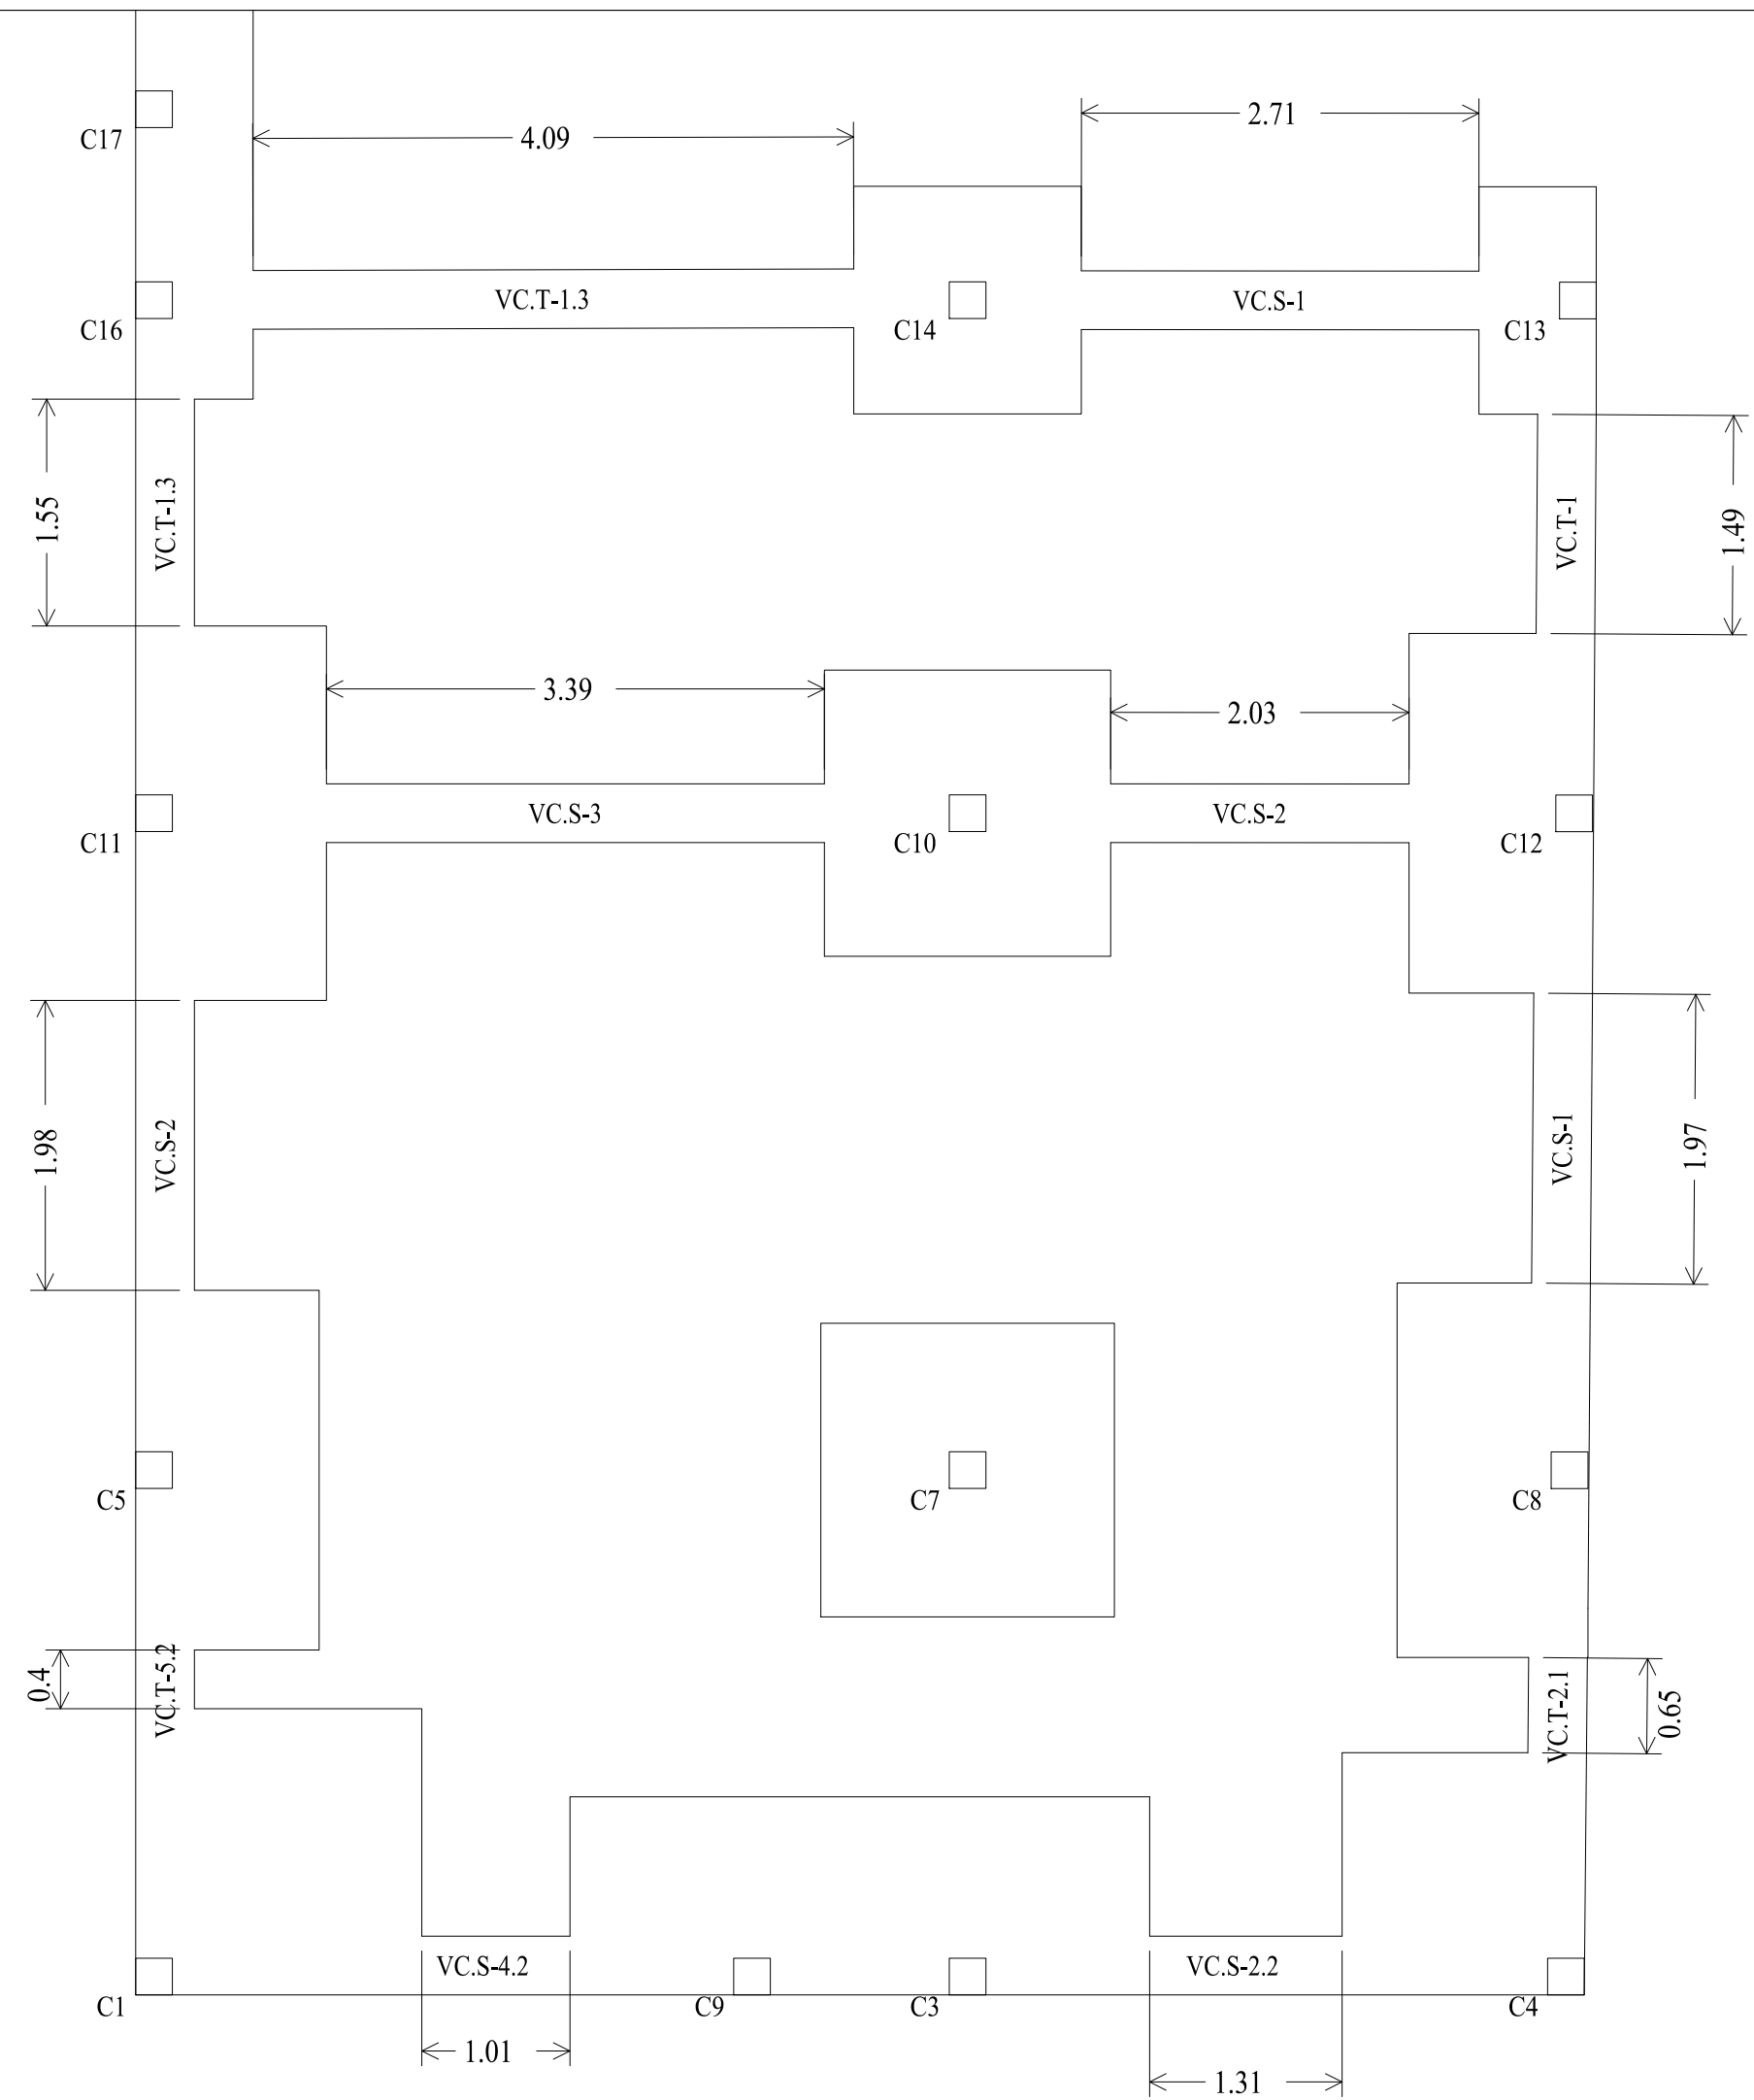 2.71
4.09
C17
VC.T-1.3
VC.S-1
C16
C14
C13
1.55
VC.T-1.3
VC.T-1
1.49
3.39
2.03
VC.S-3
VC.S-2
C11
C10
C12
1.98
VC.S-2
VC.S-1
1.97
C5
C7
C8
0.4
VC.T-5.2
VC.T-2.1
0.65
VC.S-4.2
VC.S-2.2
C1
C9
C3
C4
1.01
1.31